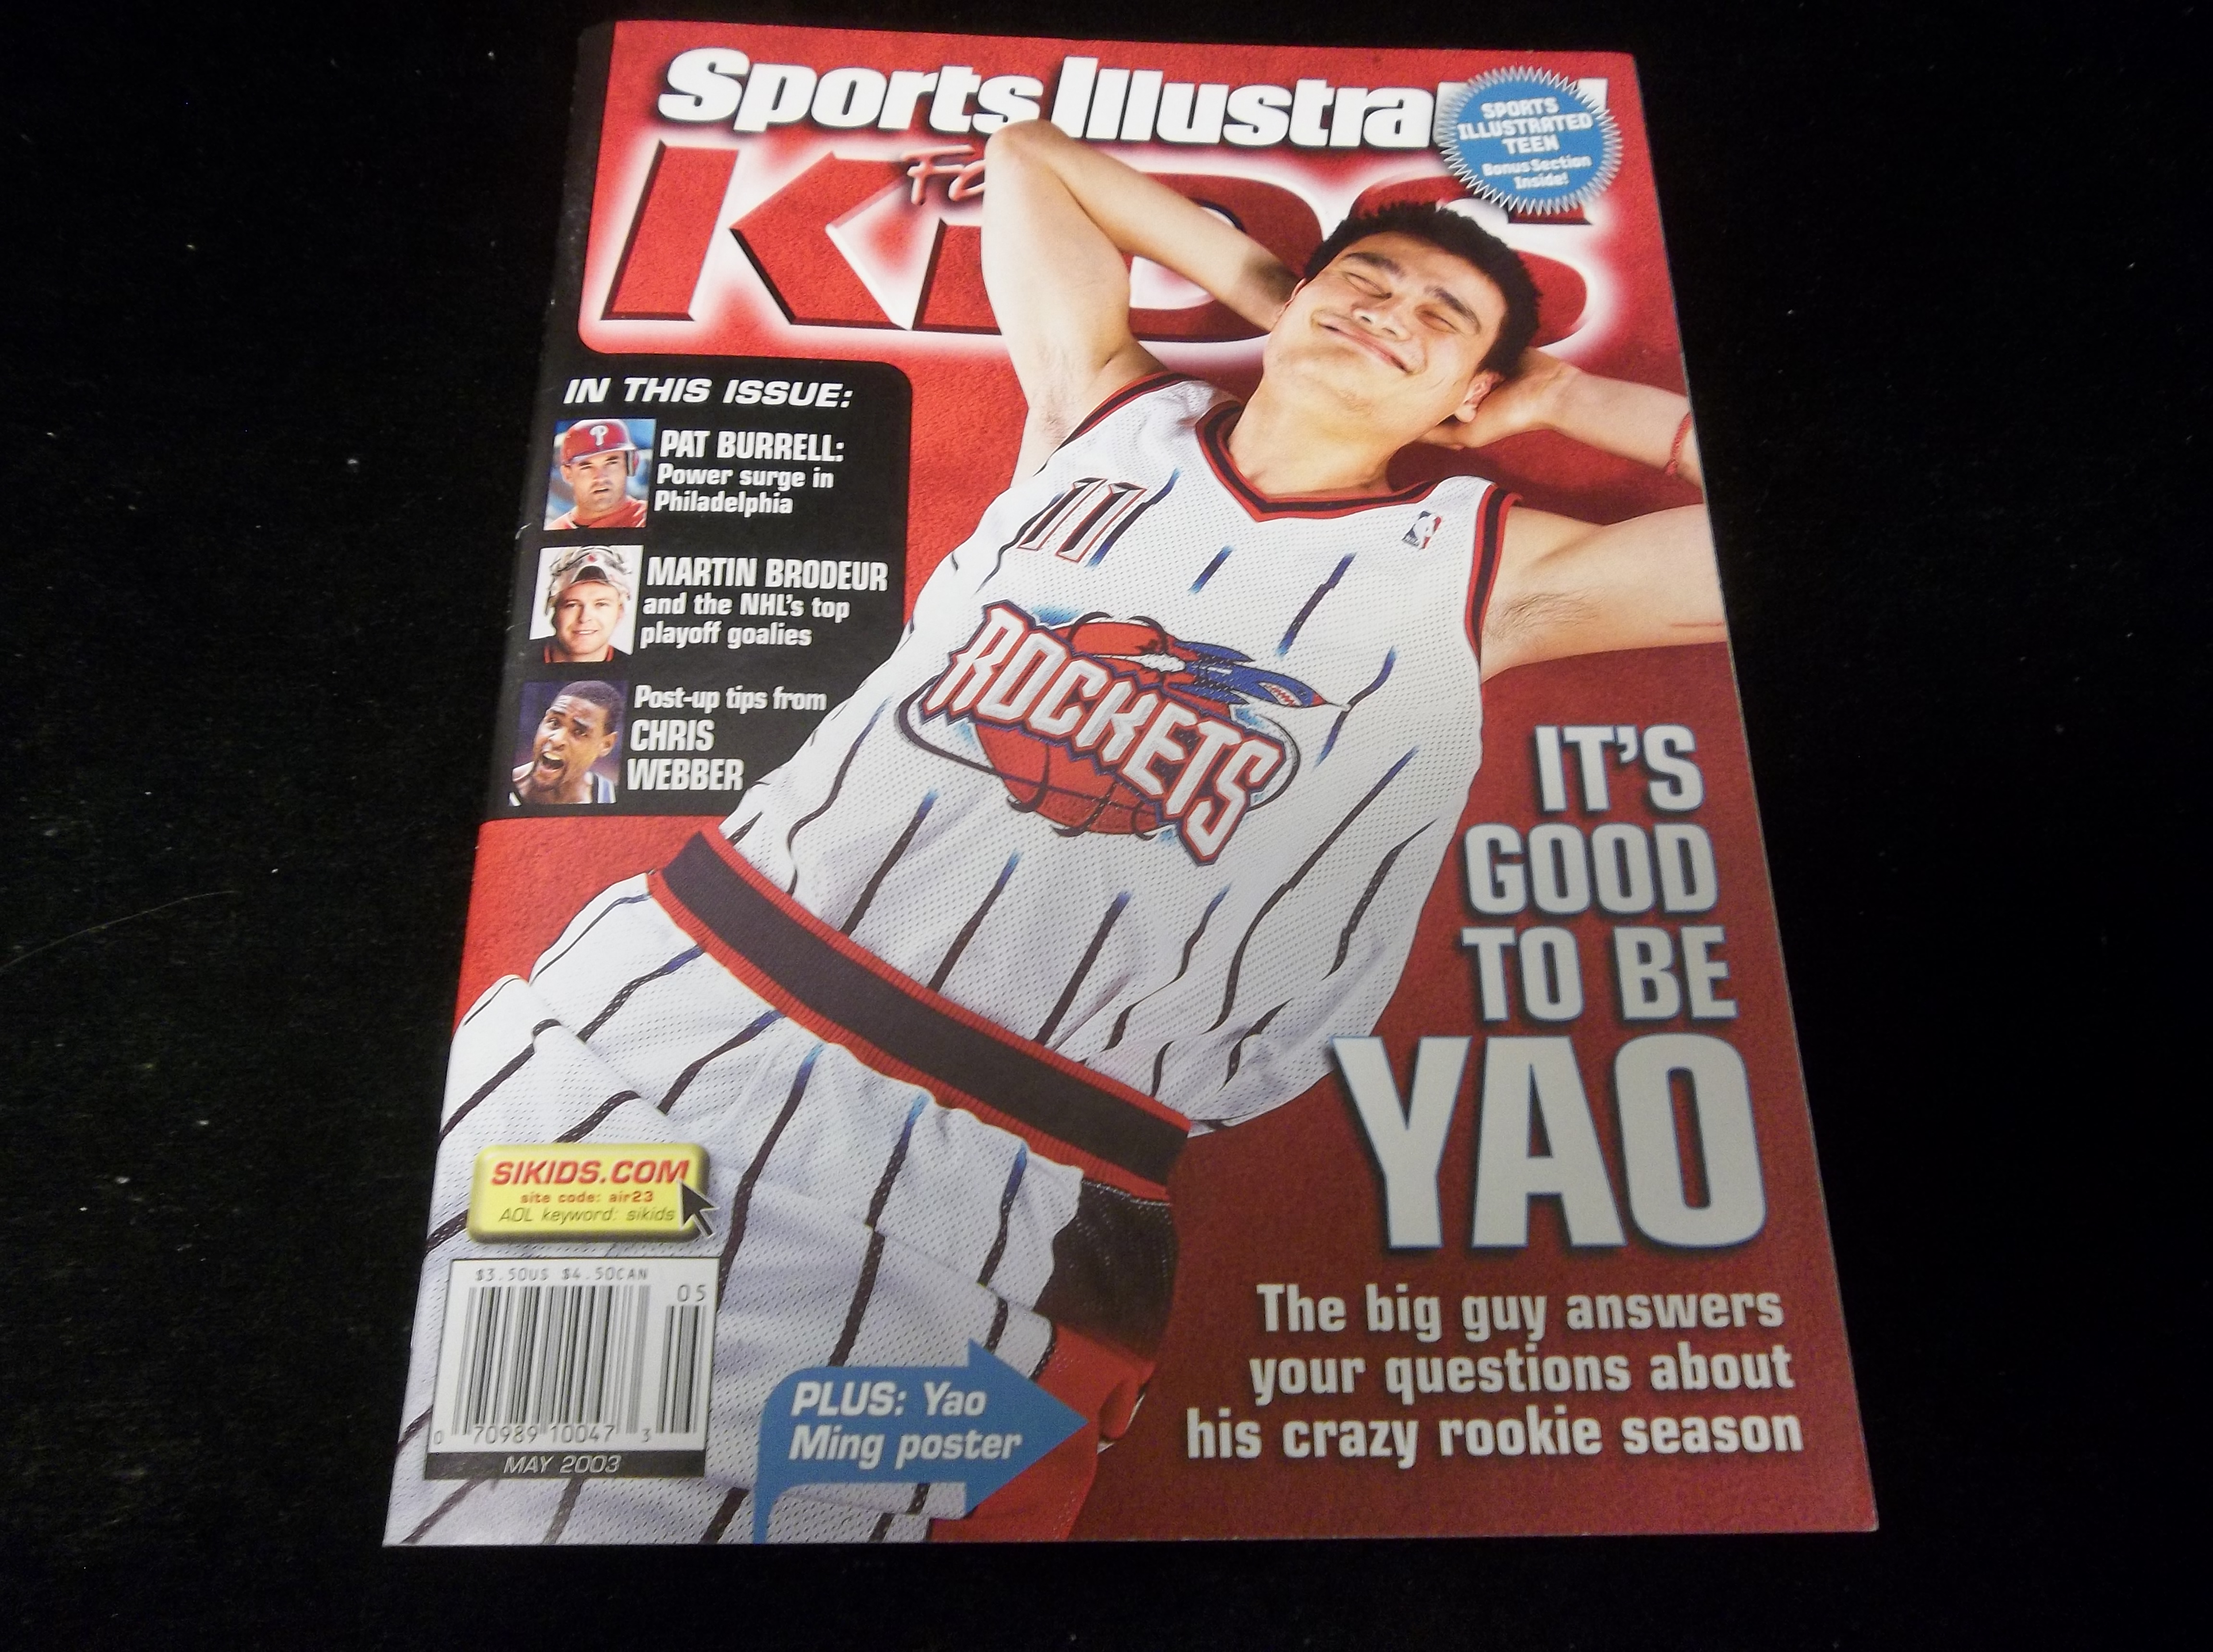 Sports Illustra
SPORTS
ILLUSTRATED
TEEN
Bonus Section
Inside!
Fo
KIDS
IN THIS ISSUE:
PAT BURRELL:
Power surge in
Philadelphia
MARTIN BRODEUR
and the NHL's top
playoff goalies
Post-up tips from
CHRIS
WEBBER
P
11
ROCKETS
IT'S
GOOD
TO BE
YAO
The big guy answers
your questions about
his crazy rookie season
SIKIDS.COM
site code: air23
AOL keyword: sikids
$3.50US $4.50CAN
05
0 70989 10047 3
MAY 2003
PLUS: Yao
Ming poster